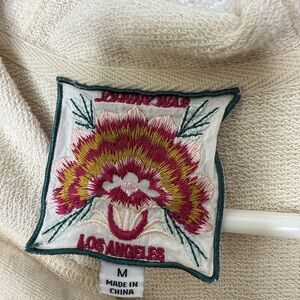 JOHNNY WAS
LOS ANGELES
M
MADE IN
CHINA